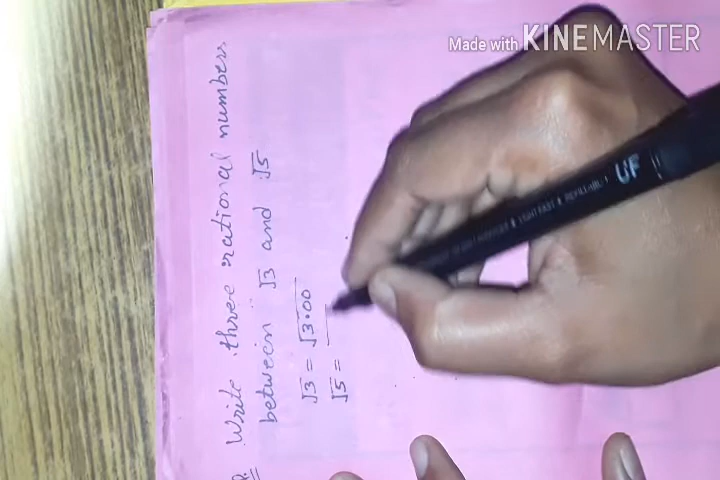 Q. Write three rational numbers
between √3 and √5
√3 = √3.00
√5 =
Made with KINEMASTER
UF